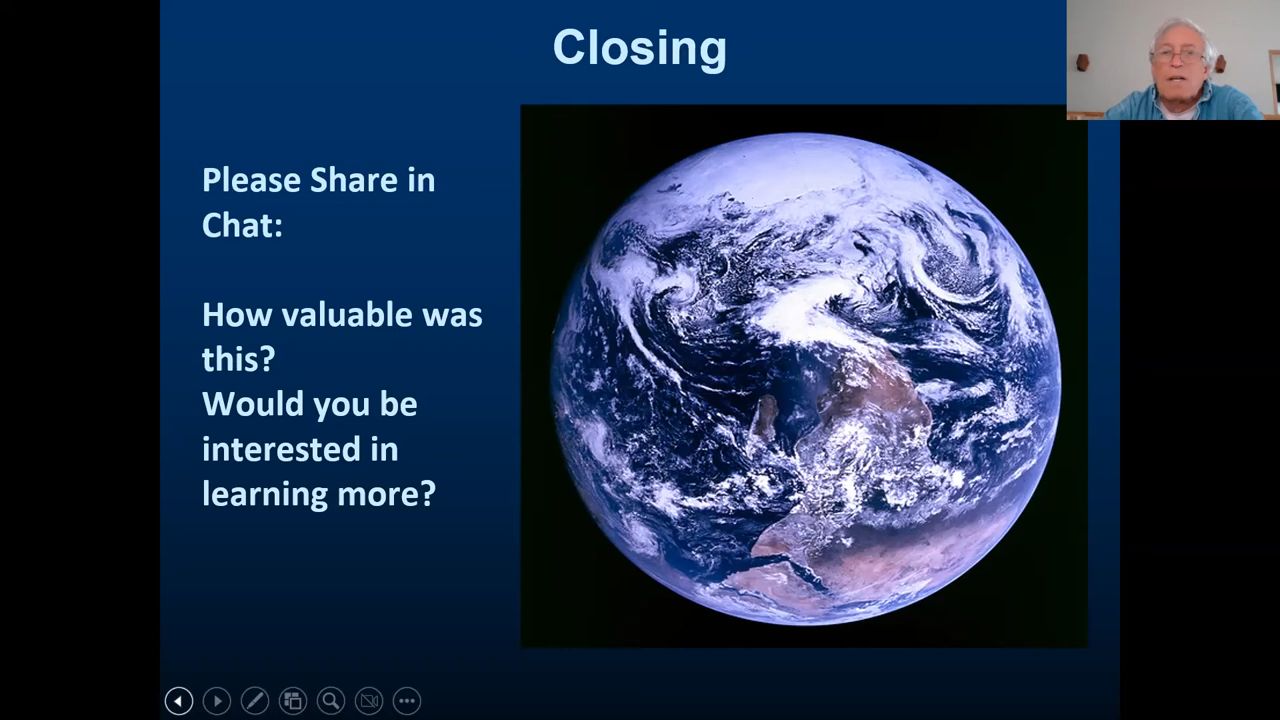 Closing
Please Share in
Chat:
How valuable was
this?
Would you be
interested in
learning more?